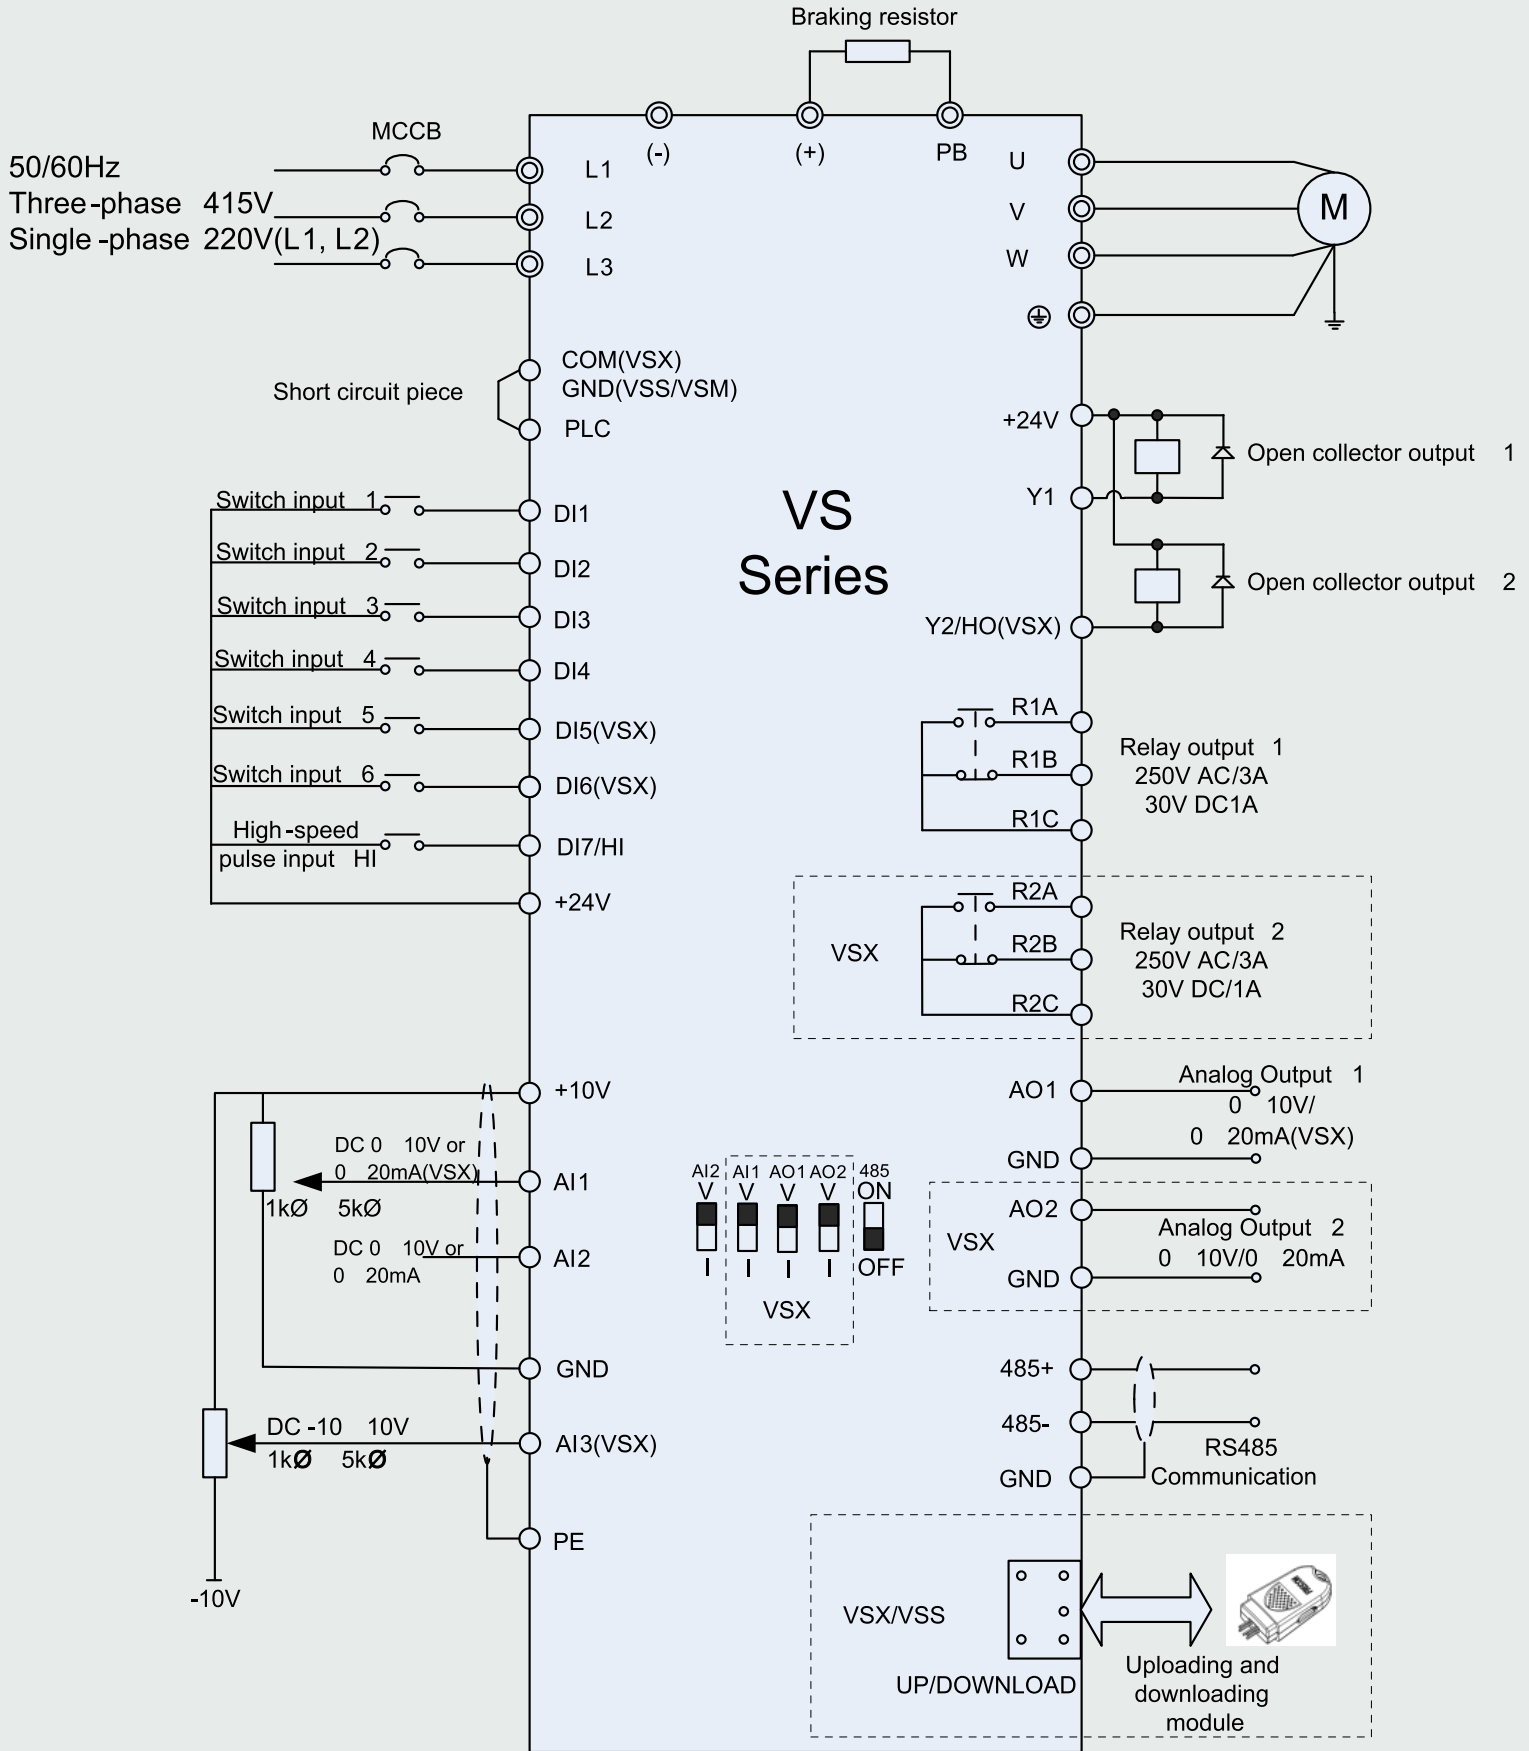 Braking resistor
MCCB
50/60Hz
Three-phase 415V
Single-phase 220V(L1, L2)
L1
L2
L3
(-)
(+)
PB
U
V
W
M
COM(VSX)
GND(VSS/VSM)
Short circuit piece
PLC
+24V
Open collector output 1
Y1
VS
Series
Open collector output 2
Y2/HO(VSX)
Switch input 1
DI1
Switch input 2
DI2
Switch input 3
DI3
Switch input 4
DI4
Switch input 5
DI5(VSX)
Switch input 6
DI6(VSX)
High-speed
pulse input HI
DI7/HI
+24V
R1A
R1B
R1C
Relay output 1
250V AC/3A
30V DC1A
VSX
R2A
R2B
R2C
Relay output 2
250V AC/3A
30V DC/1A
+10V
DC 0 10V or
0 20mA(VSX)
AI1
1kØ 5kØ
DC 0 10V or
0 20mA
AI2
GND
DC -10 10V
1kØ 5kØ
AI3(VSX)
PE
-10V
AI2 AI1 AO1 AO2 485
V V V V ON
I I I I OFF
VSX
AO1
Analog Output 1
0 10V/
0 20mA(VSX)
GND
VSX
AO2
Analog Output 2
0 10V/0 20mA
GND
485+
485-
GND
RS485
Communication
VSX/VSS
UP/DOWNLOAD
Uploading and
downloading
module